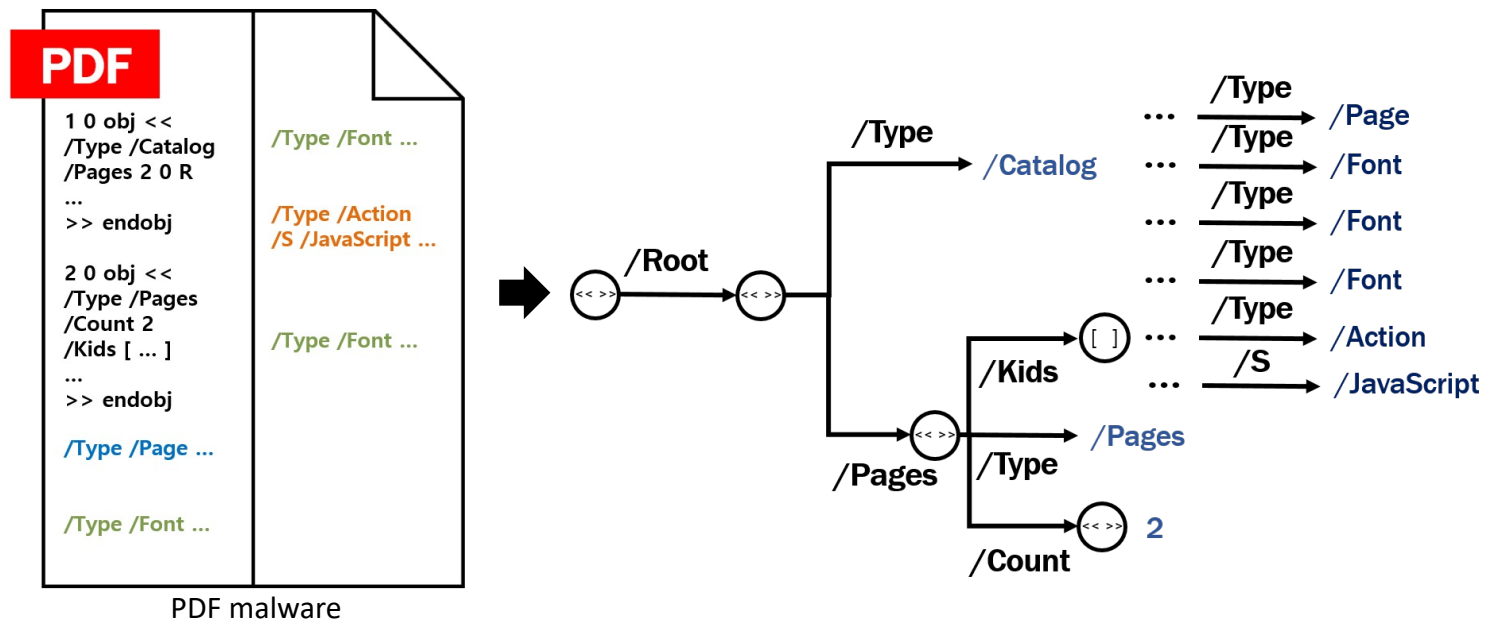 PDF
1 0 obj <<
/Type /Catalog
/Pages 2 0 R
...
>> endobj
2 0 obj <<
/Type /Pages
/Count 2
/Kids [ ... ]
...
>> endobj
/Type /Page ...
/Type /Font ...
/Type /Font ...
/Type /Action
/S /JavaScript ...
/Type /Font ...
PDF malware
<< >>
/Root
<< >>
/Type
/Catalog
/Pages
<< >>
/Kids
[ ]
/Type
/Pages
/Count
<< >>
2
... /Type /Page
... /Type /Font
... /Type /Font
... /Type /Font
... /Type /Action
... /S /JavaScript